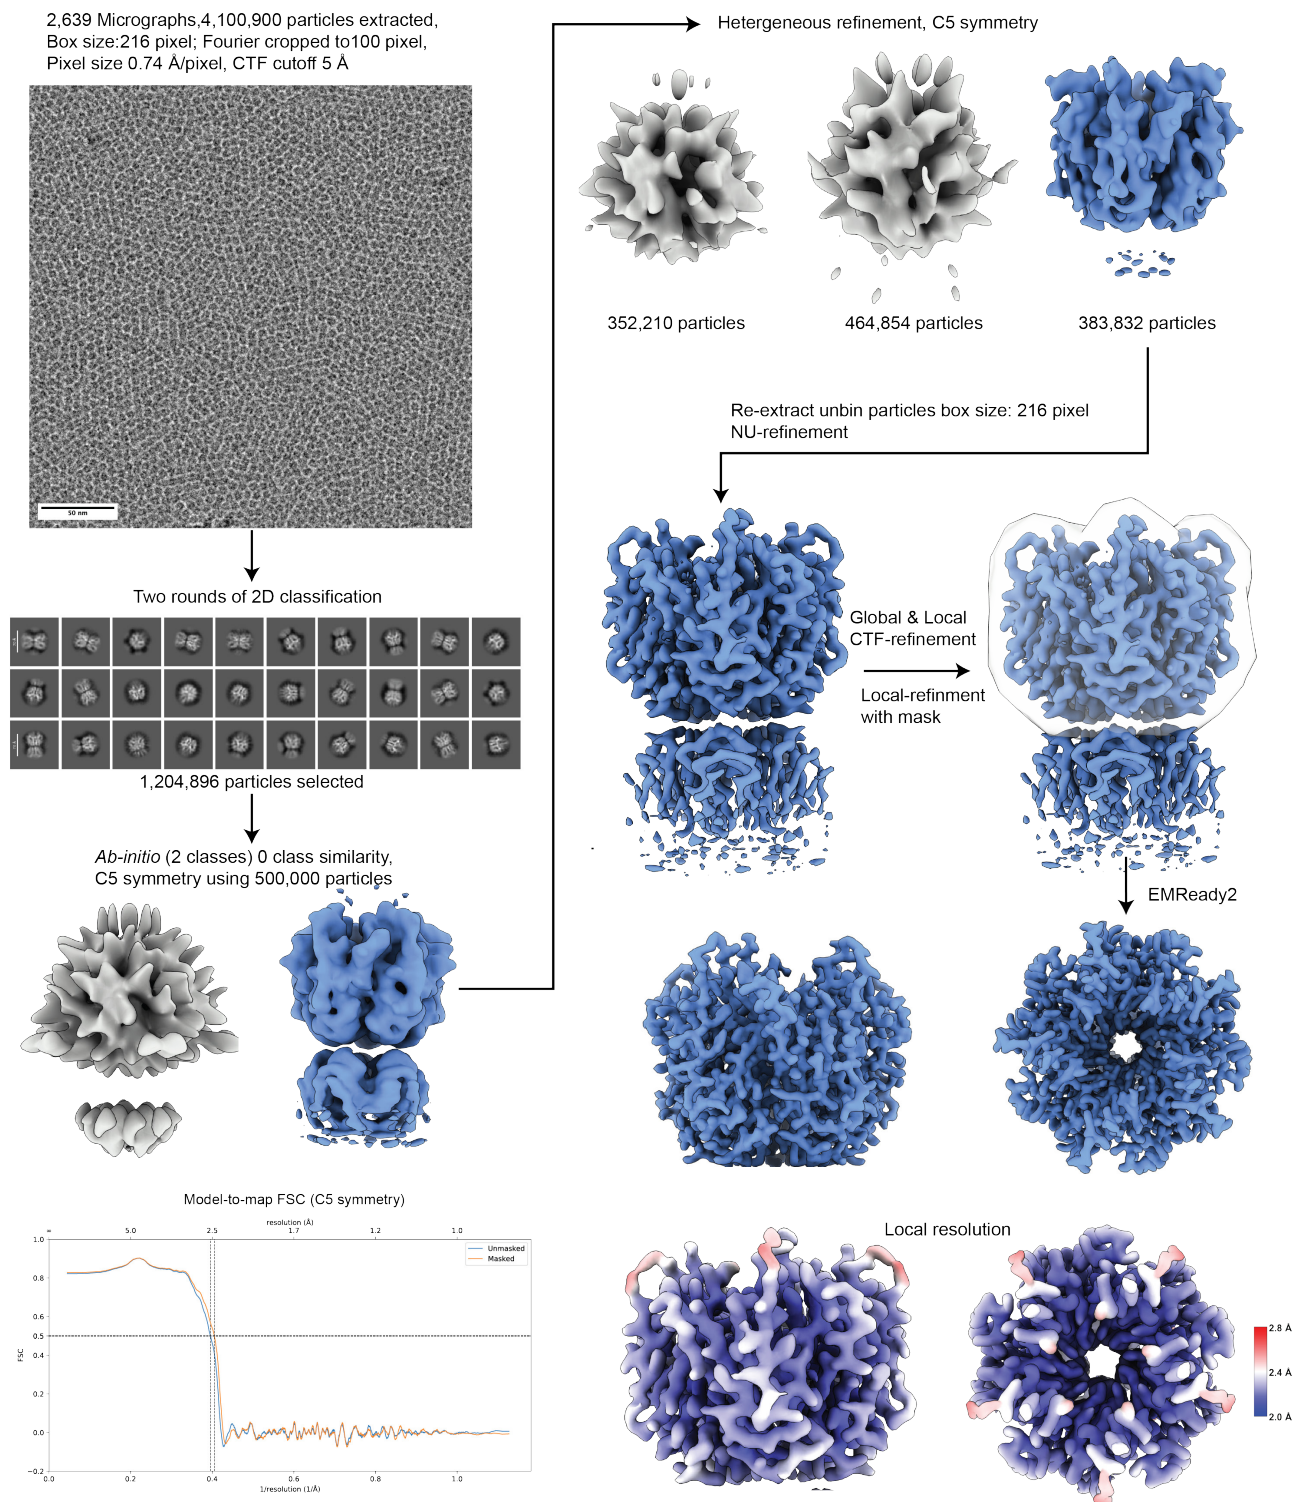 2,639 Micrographs,4,100,900 particles extracted,
Box size:216 pixel; Fourier cropped to100 pixel,
Pixel size 0.74 Å/pixel, CTF cutoff 5 Å
50 nm
Two rounds of 2D classification
1,204,896 particles selected
Ab-initio (2 classes) 0 class similarity,
C5 symmetry using 500,000 particles
Hetergeneous refinement, C5 symmetry
352,210 particles
464,854 particles
383,832 particles
Re-extract unbin particles box size: 216 pixel
NU-refinement
Global & Local
CTF-refinement
Local-refinment
with mask
EMReady2
Model-to-map FSC (C5 symmetry)
resolution (Å)
∞ 5.0 2.5 1.7 1.2 1.0
1.0
0.8
0.6
0.5
0.4
0.2
0.0
−0.2
FSC
Unmasked
Masked
0.0 0.2 0.4 0.6 0.8 1.0
1/resolution (1/Å)
Local resolution
2.8 Å
2.4 Å
2.0 Å